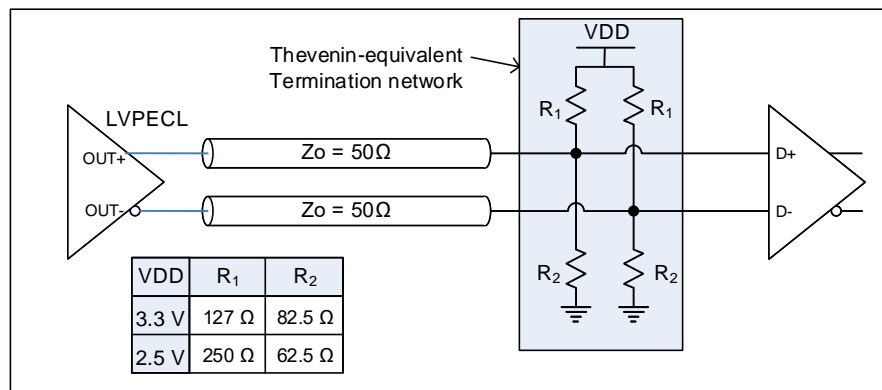 VDD
Thevenin-equivalent
Termination network
R1
R1
LVPECL
OUT+
Zo = 50Ω
D+
OUT-
Zo = 50Ω
D-
R2
R2
VDD R1 R2
3.3 V 127 Ω 82.5 Ω
2.5 V 250 Ω 62.5 Ω